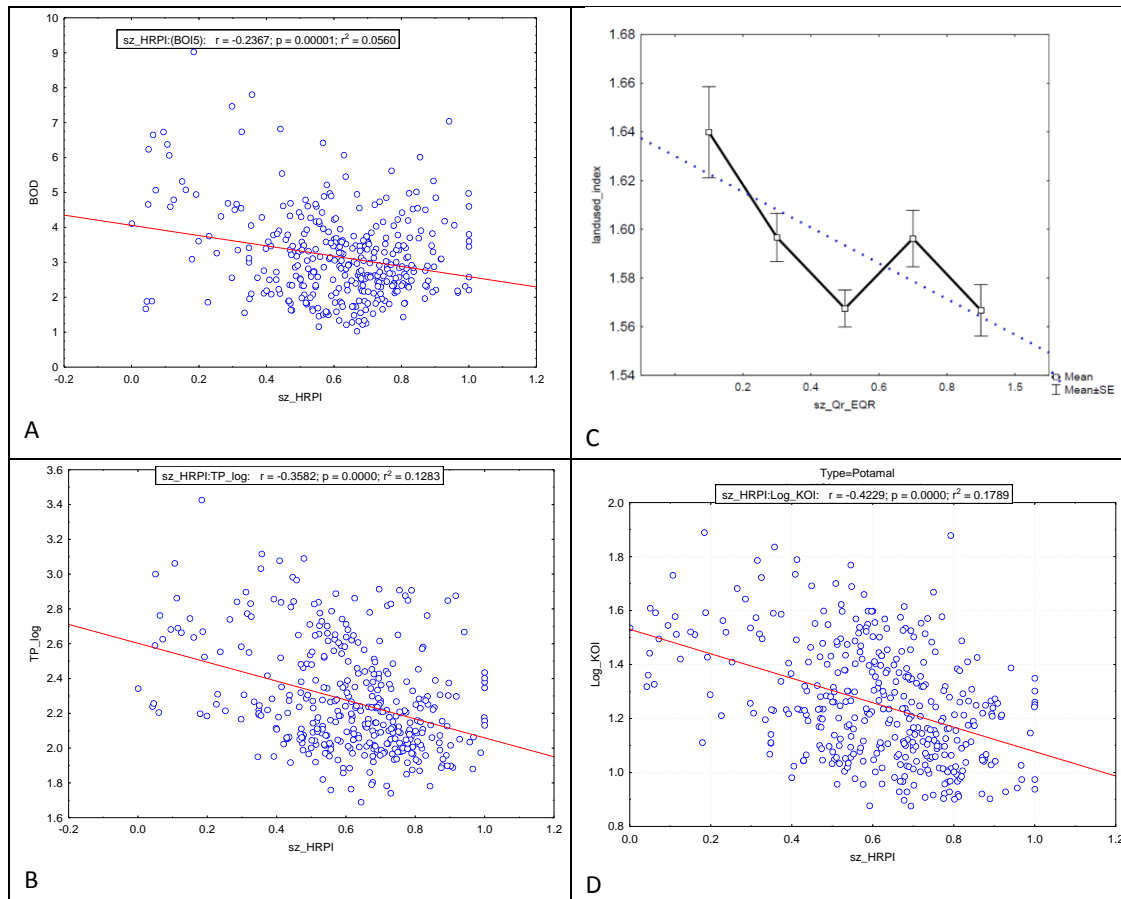 sz_HRPI:(BOI5): r = -0.2367; p = 0.00001; r² = 0.0560
10
9
8
7
6
5
4
3
2
1
0
BOD
-0.2 0.0 0.2 0.4 0.6 0.8 1.0 1.2
sz_HRPI
A
1.68
1.66
1.64
1.62
1.60
1.58
1.56
1.54
landused_index
0.2 0.4 0.6 0.8 1.5
sz_Qr_EQR
Mean
Mean±SE
C
sz_HRPI:TP_log: r = -0.3582; p = 0.0000; r² = 0.1283
3.6
3.4
3.2
3.0
2.8
2.6
2.4
2.2
2.0
1.8
1.6
TP_log
-0.2 0.0 0.2 0.4 0.6 0.8 1.0 1.2
sz_HRPI
B
Type=Potamal
sz_HRPI:Log_KOI: r = -0.4229; p = 0.0000; r² = 0.1789
2.0
1.8
1.6
1.4
1.2
1.0
0.8
Log_KOI
0.0 0.2 0.4 0.6 0.8 1.0 1.2
sz_HRPI
D